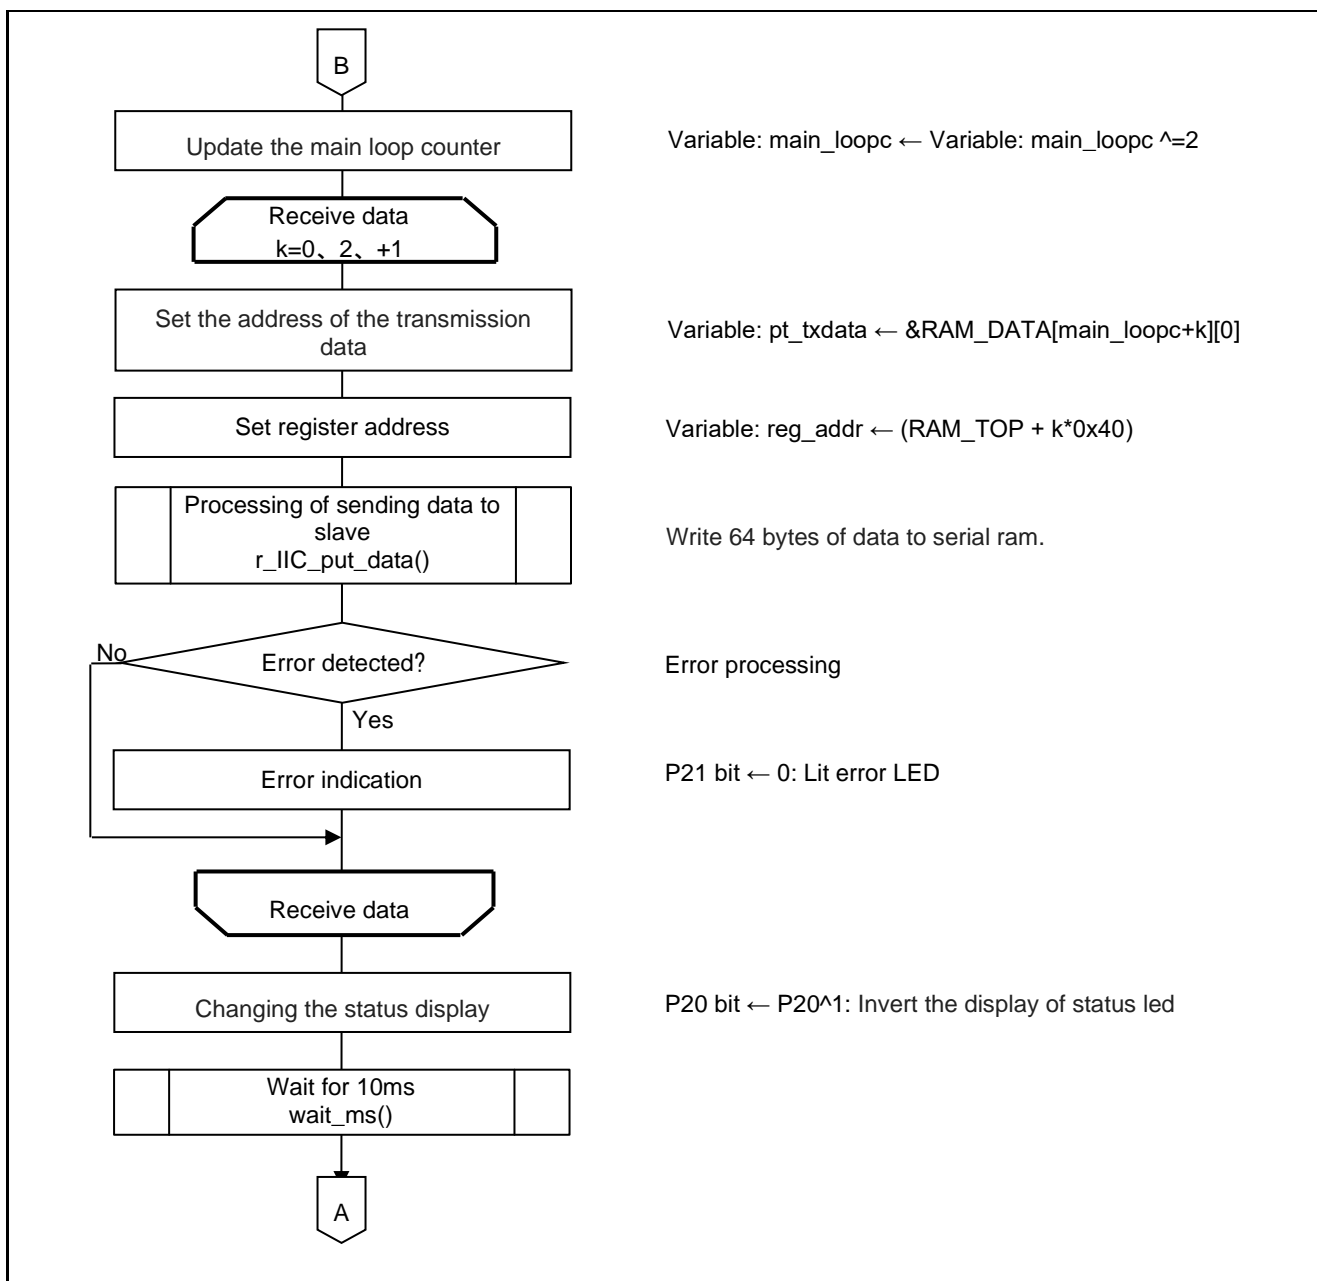 B
Update the main loop counter
Variable: main_loopc ← Variable: main_loopc ^=2
Receive data
k=0、2、+1
Set the address of the transmission
data
Variable: pt_txdata ← &RAM_DATA[main_loopc+k][0]
Set register address
Variable: reg_addr ← (RAM_TOP + k*0x40)
Processing of sending data to
slave
r_IIC_put_data()
Write 64 bytes of data to serial ram.
No
Error detected?
Error processing
Yes
Error indication
P21 bit ← 0: Lit error LED
Receive data
Changing the status display
P20 bit ← P20^1: Invert the display of status led
Wait for 10ms
wait_ms()
A